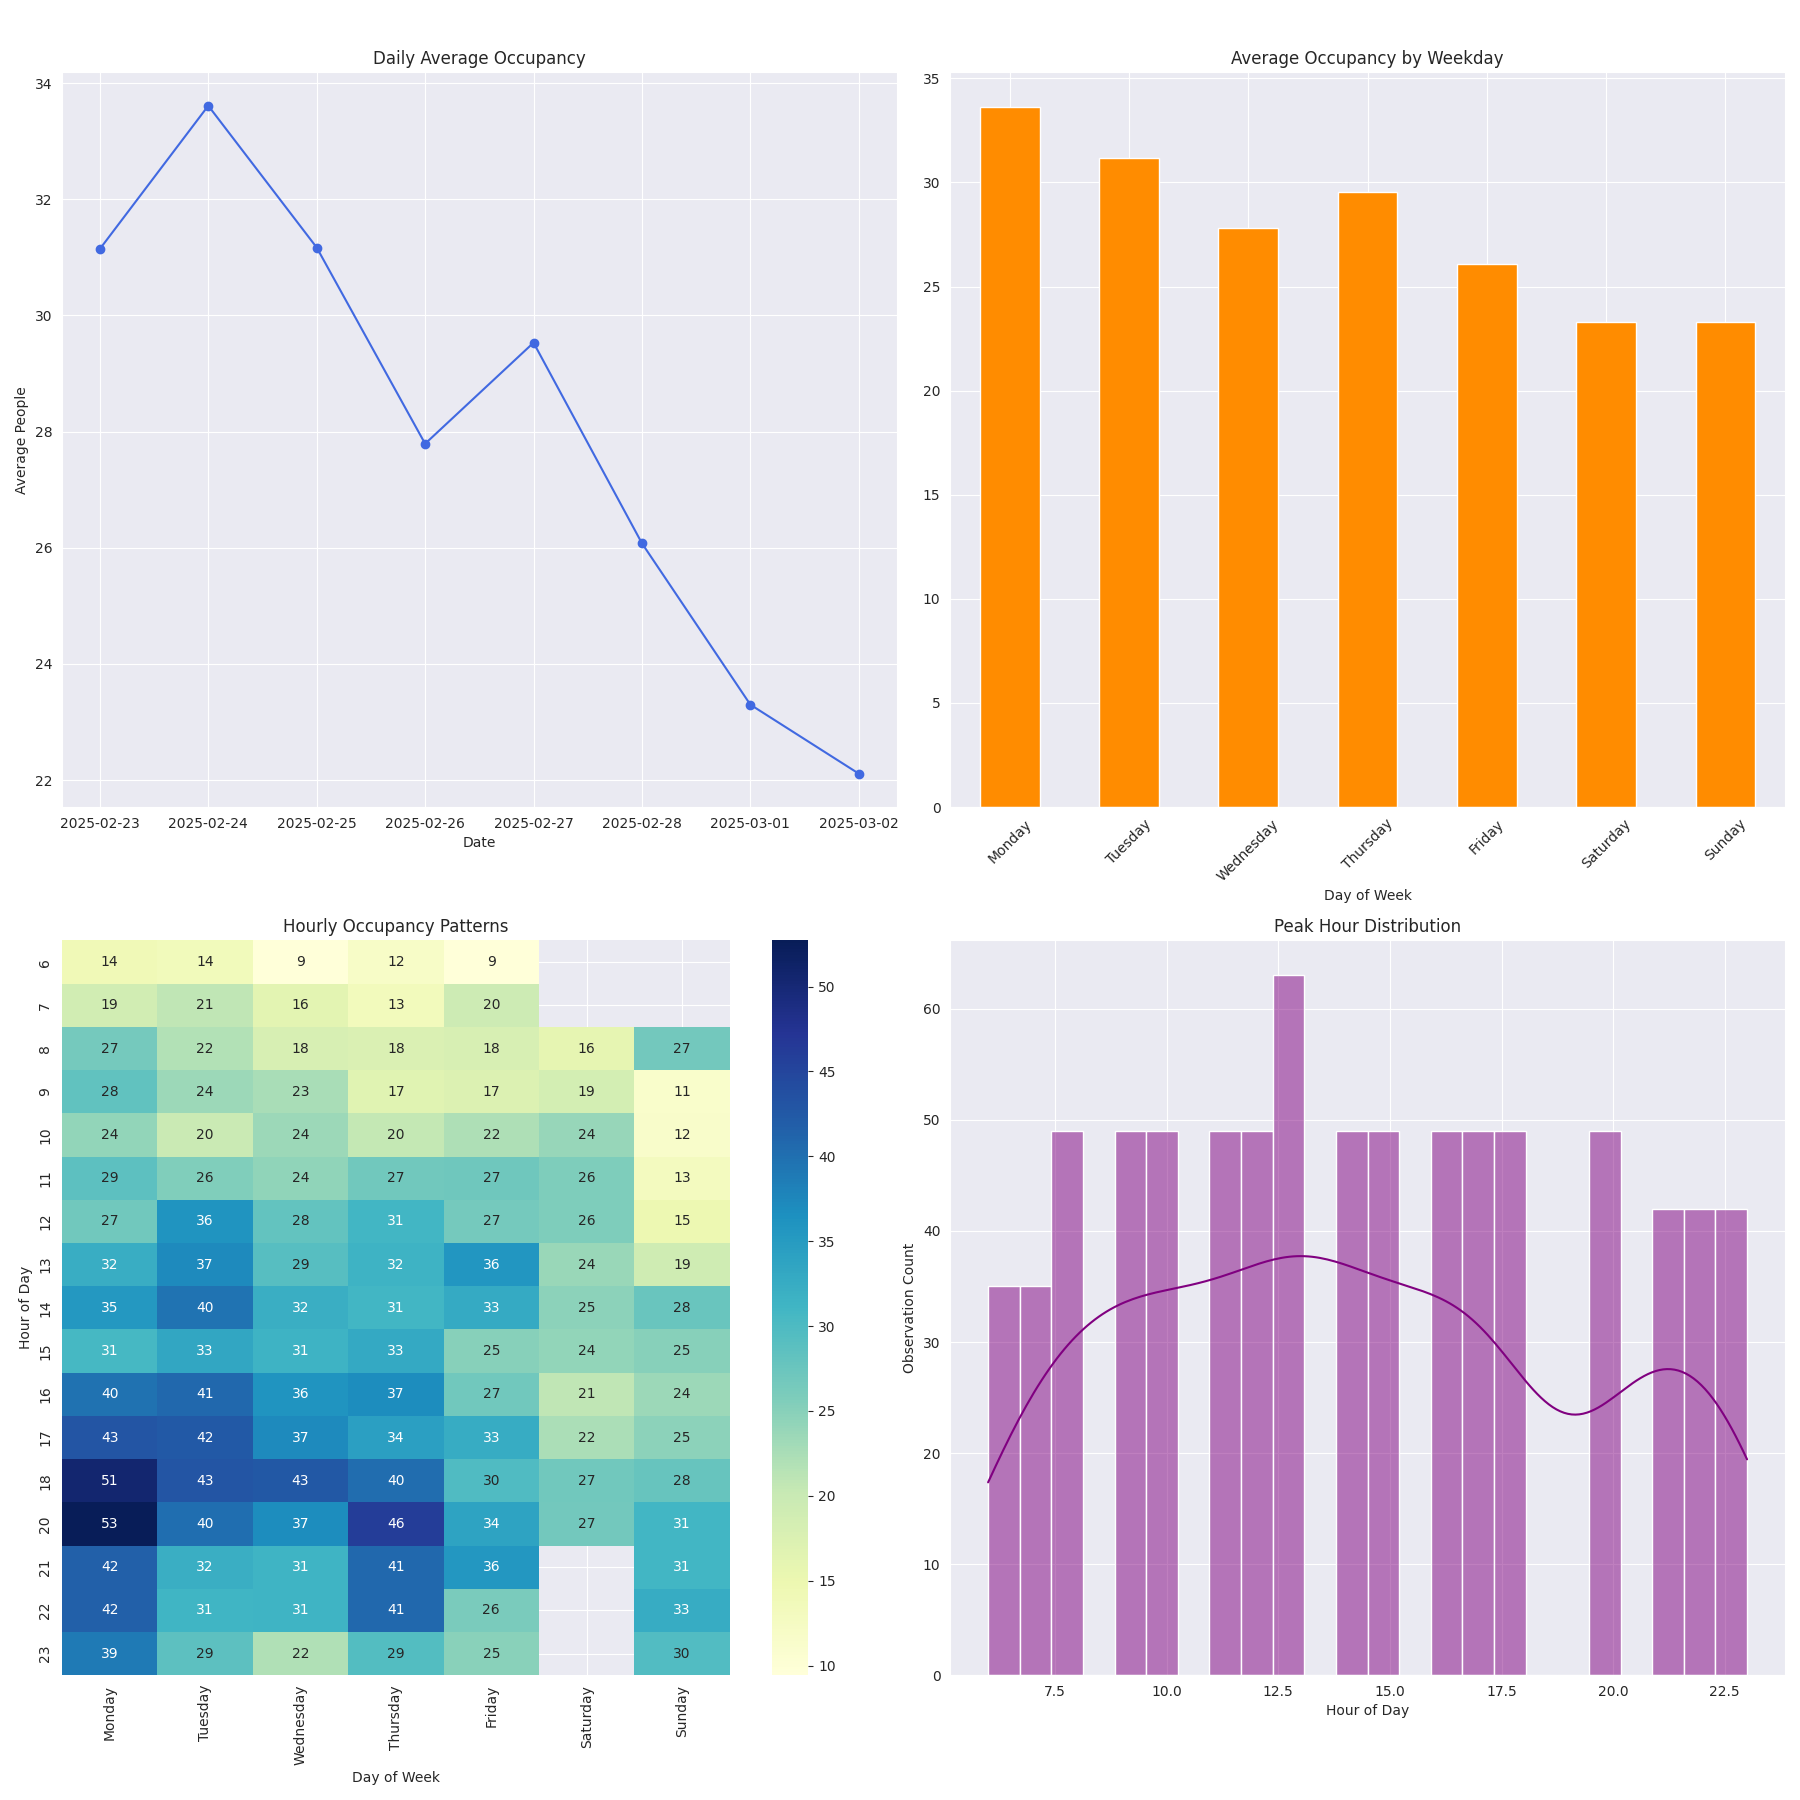 Daily Average Occupancy
34
32
30
28
26
24
22
Average People
2025-02-23 2025-02-24 2025-02-25 2025-02-26 2025-02-27 2025-02-28 2025-03-01 2025-03-02
Date
Average Occupancy by Weekday
35
30
25
20
15
10
5
0
Monday Tuesday Wednesday Thursday Friday Saturday Sunday
Day of Week
Hourly Occupancy Patterns
Hour of Day
6 14 14 9 12 9
7 19 21 16 13 20
8 27 22 18 18 18 16 27
9 28 24 23 17 17 19 11
10 24 20 24 20 22 24 12
11 29 26 24 27 27 26 13
12 27 36 28 31 27 26 15
13 32 37 29 32 36 24 19
14 35 40 32 31 33 25 28
15 31 33 31 33 25 24 25
16 40 41 36 37 27 21 24
17 43 42 37 34 33 22 25
18 51 43 43 40 30 27 28
20 53 40 37 46 34 27 31
21 42 32 31 41 36 31
22 42 31 31 41 26 33
23 39 29 22 29 25 30
Monday Tuesday Wednesday Thursday Friday Saturday Sunday
Day of Week
50
45
40
35
30
25
20
15
10
Peak Hour Distribution
60
50
40
30
20
10
0
Observation Count
7.5 10.0 12.5 15.0 17.5 20.0 22.5
Hour of Day